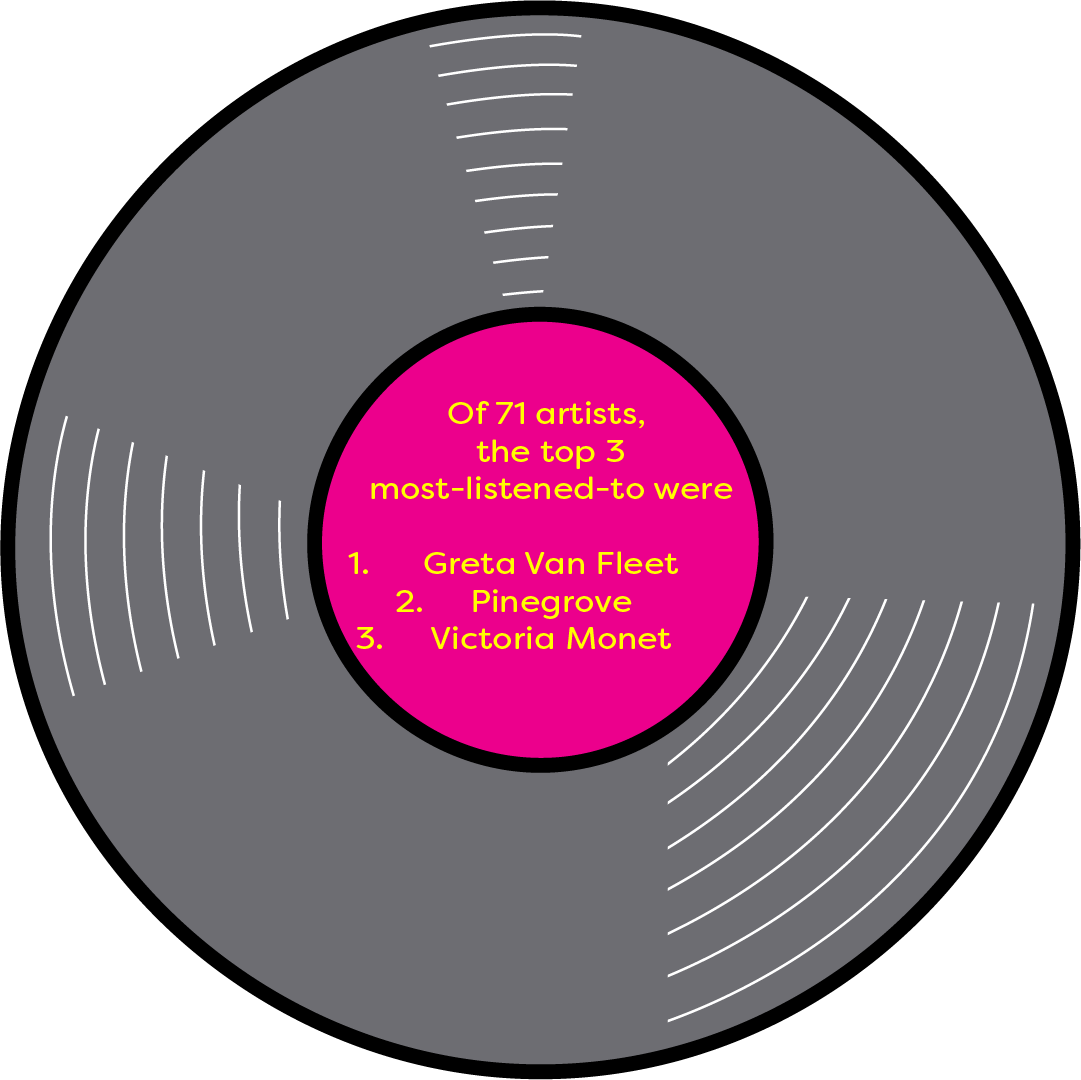 Of 71 artists,
the top 3
most-listened-to were
1. Greta Van Fleet
2. Pinegrove
3. Victoria Monet